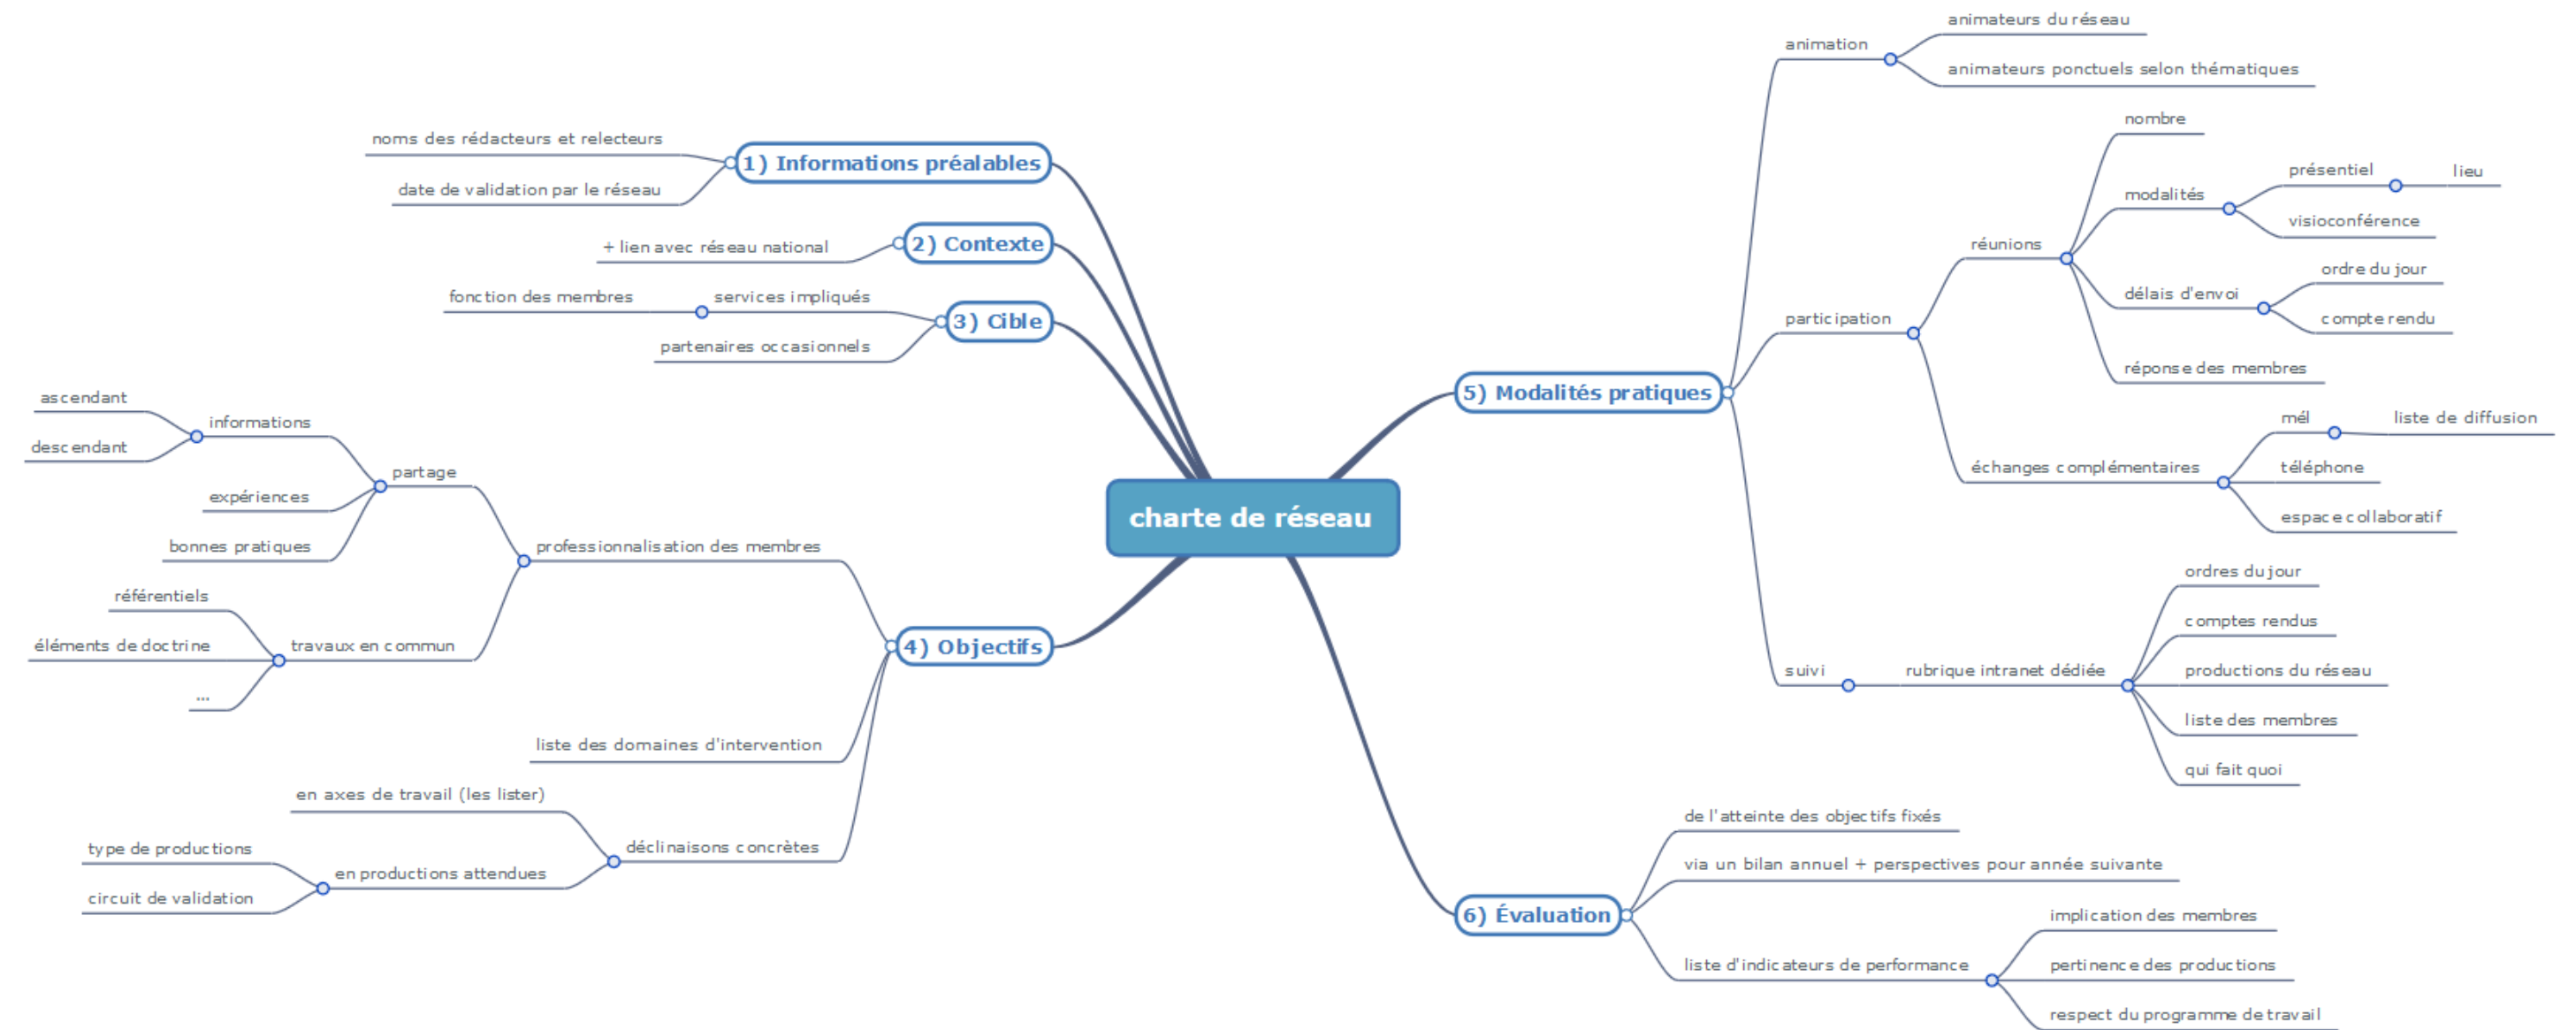 charte de réseau
1) Informations préalables
noms des rédacteurs et relecteurs
date de validation par le réseau
2) Contexte
+ lien avec réseau national
3) Cible
services impliqués
fonction des membres
partenaires occasionnels
4) Objectifs
professionnalisation des membres
partage
informations
ascendant
descendant
expériences
bonnes pratiques
travaux en commun
référentiels
éléments de doctrine
...
liste des domaines d'intervention
déclinaisons concrètes
en axes de travail (les lister)
en productions attendues
type de productions
circuit de validation
5) Modalités pratiques
animation
animateurs du réseau
animateurs ponctuels selon thématiques
participation
réunions
nombre
modalités
présentiel
lieu
visioconférence
délais d'envoi
ordre du jour
compte rendu
réponse des membres
échanges complémentaires
mél
liste de diffusion
téléphone
espace collaboratif
suivi
rubrique intranet dédiée
ordres du jour
comptes rendus
productions du réseau
liste des membres
qui fait quoi
6) Évaluation
de l'atteinte des objectifs fixés
via un bilan annuel + perspectives pour année suivante
liste d'indicateurs de performance
implication des membres
pertinence des productions
respect du programme de travail